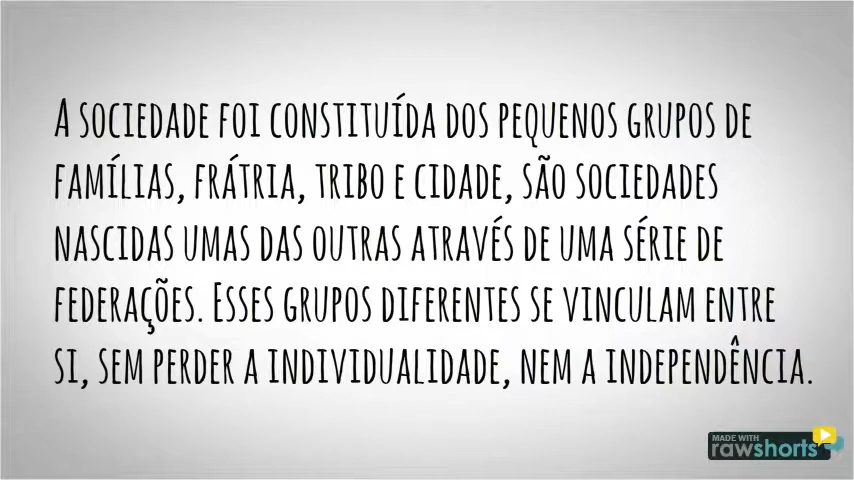 A sociedade foi constituída dos pequenos grupos de
famílias, frátria, tribo e cidade, são sociedades
nascidas umas das outras através de uma série de
federações. Esses grupos diferentes se vinculam entre
si, sem perder a individualidade, nem a independência.
MADE WITH
rawshorts